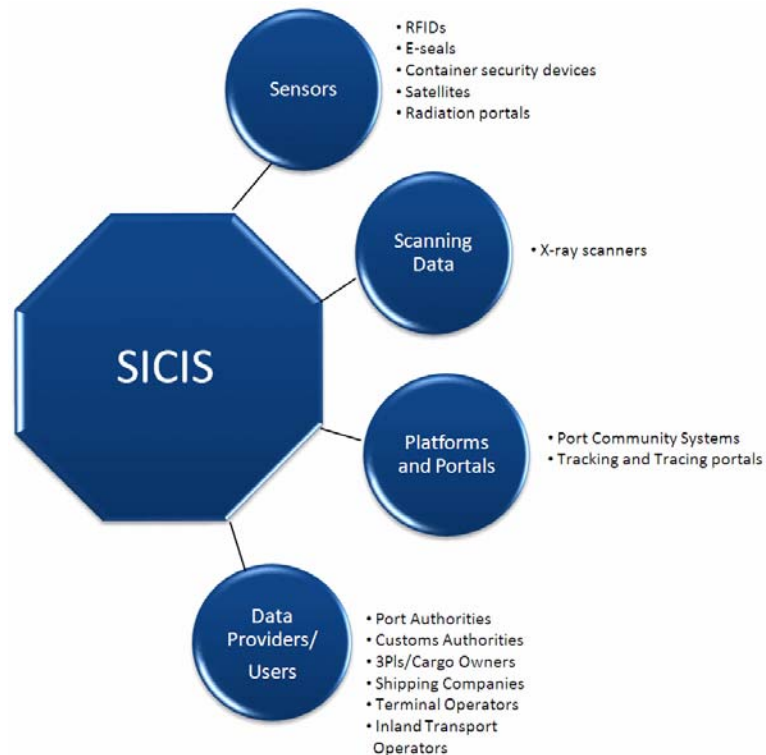 Sensors
• RFIDs
• E-seals
• Container security devices
• Satellites
• Radiation portals
Scanning
Data
• X-ray scanners
SICIS
Platforms
and Portals
• Port Community Systems
• Tracking and Tracing portals
Data
Providers/
Users
• Port Authorities
• Customs Authorities
• 3Pls/Cargo Owners
• Shipping Companies
• Terminal Operators
• Inland Transport
Operators